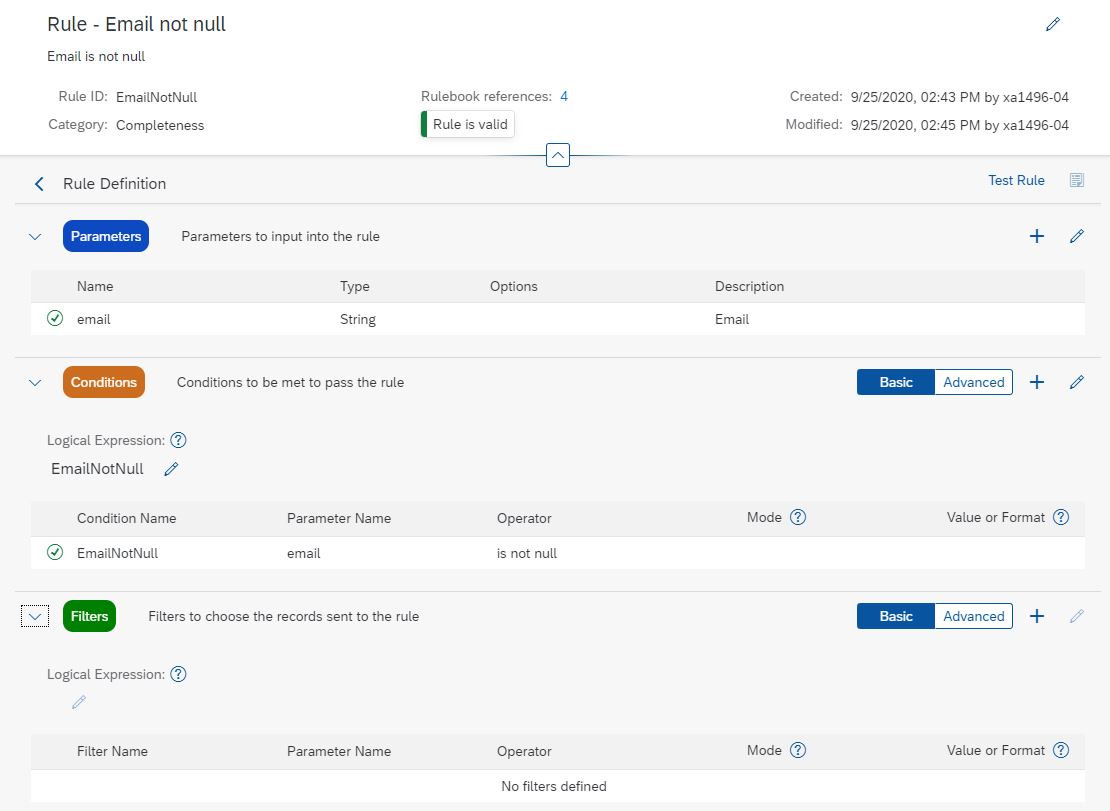 Rule - Email not null
Email is not null
Rule ID: EmailNotNull
Rulebook references: 4
Created: 9/25/2020, 02:43 PM by xa1496-04
Category: Completeness
Rule is valid
Modified: 9/25/2020, 02:45 PM by xa1496-04
Rule Definition
Test Rule
Parameters Parameters to input into the rule
Name Type Options Description
email String Email
Conditions Conditions to be met to pass the rule Basic Advanced
Logical Expression: ?
EmailNotNull
Condition Name Parameter Name Operator Mode ? Value or Format ?
EmailNotNull email is not null
Filters Filters to choose the records sent to the rule Basic Advanced
Logical Expression: ?
Filter Name Parameter Name Operator Mode ? Value or Format ?
No filters defined